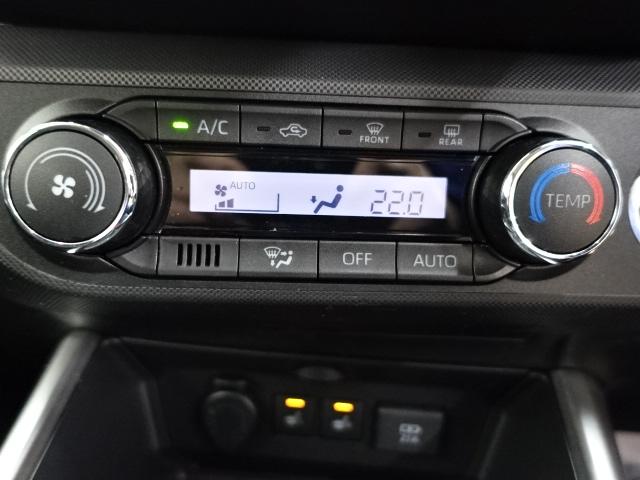 A/C
FRONT
REAR
AUTO
22.0
TEMP
OFF
AUTO